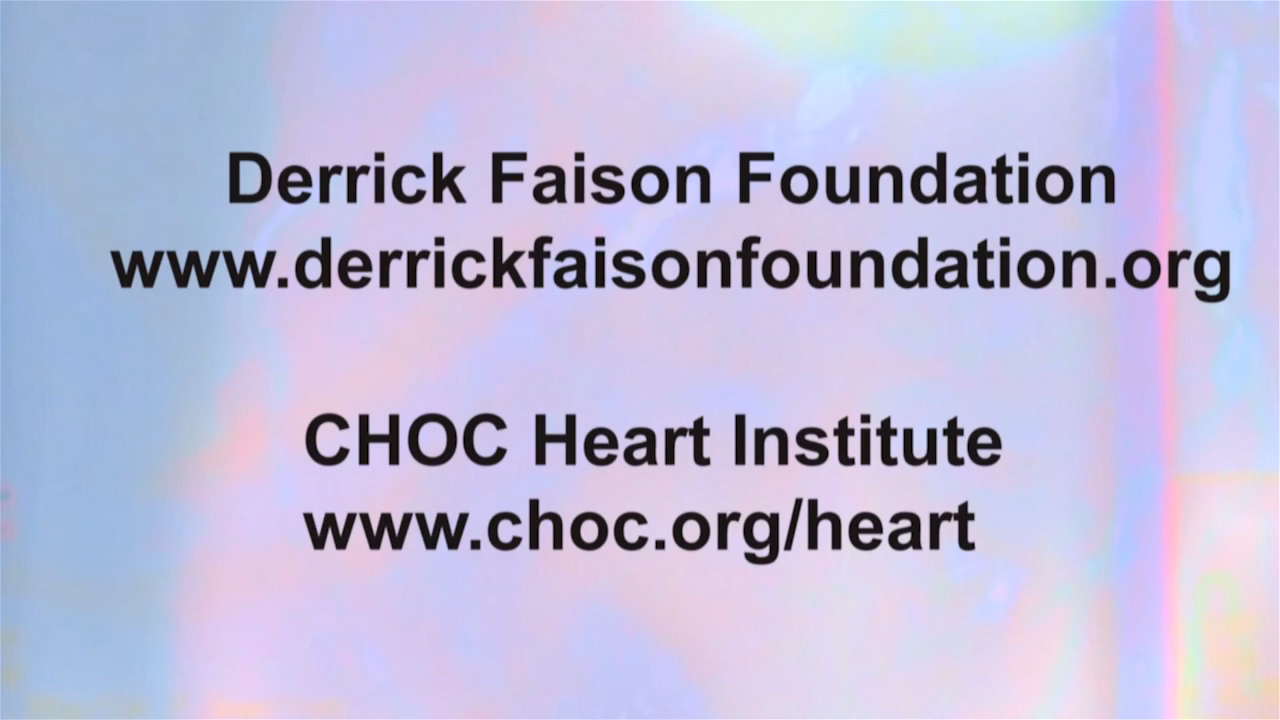 Derrick Faison Foundation
www.derrickfaisonfoundation.org
CHOC Heart Institute
www.choc.org/heart